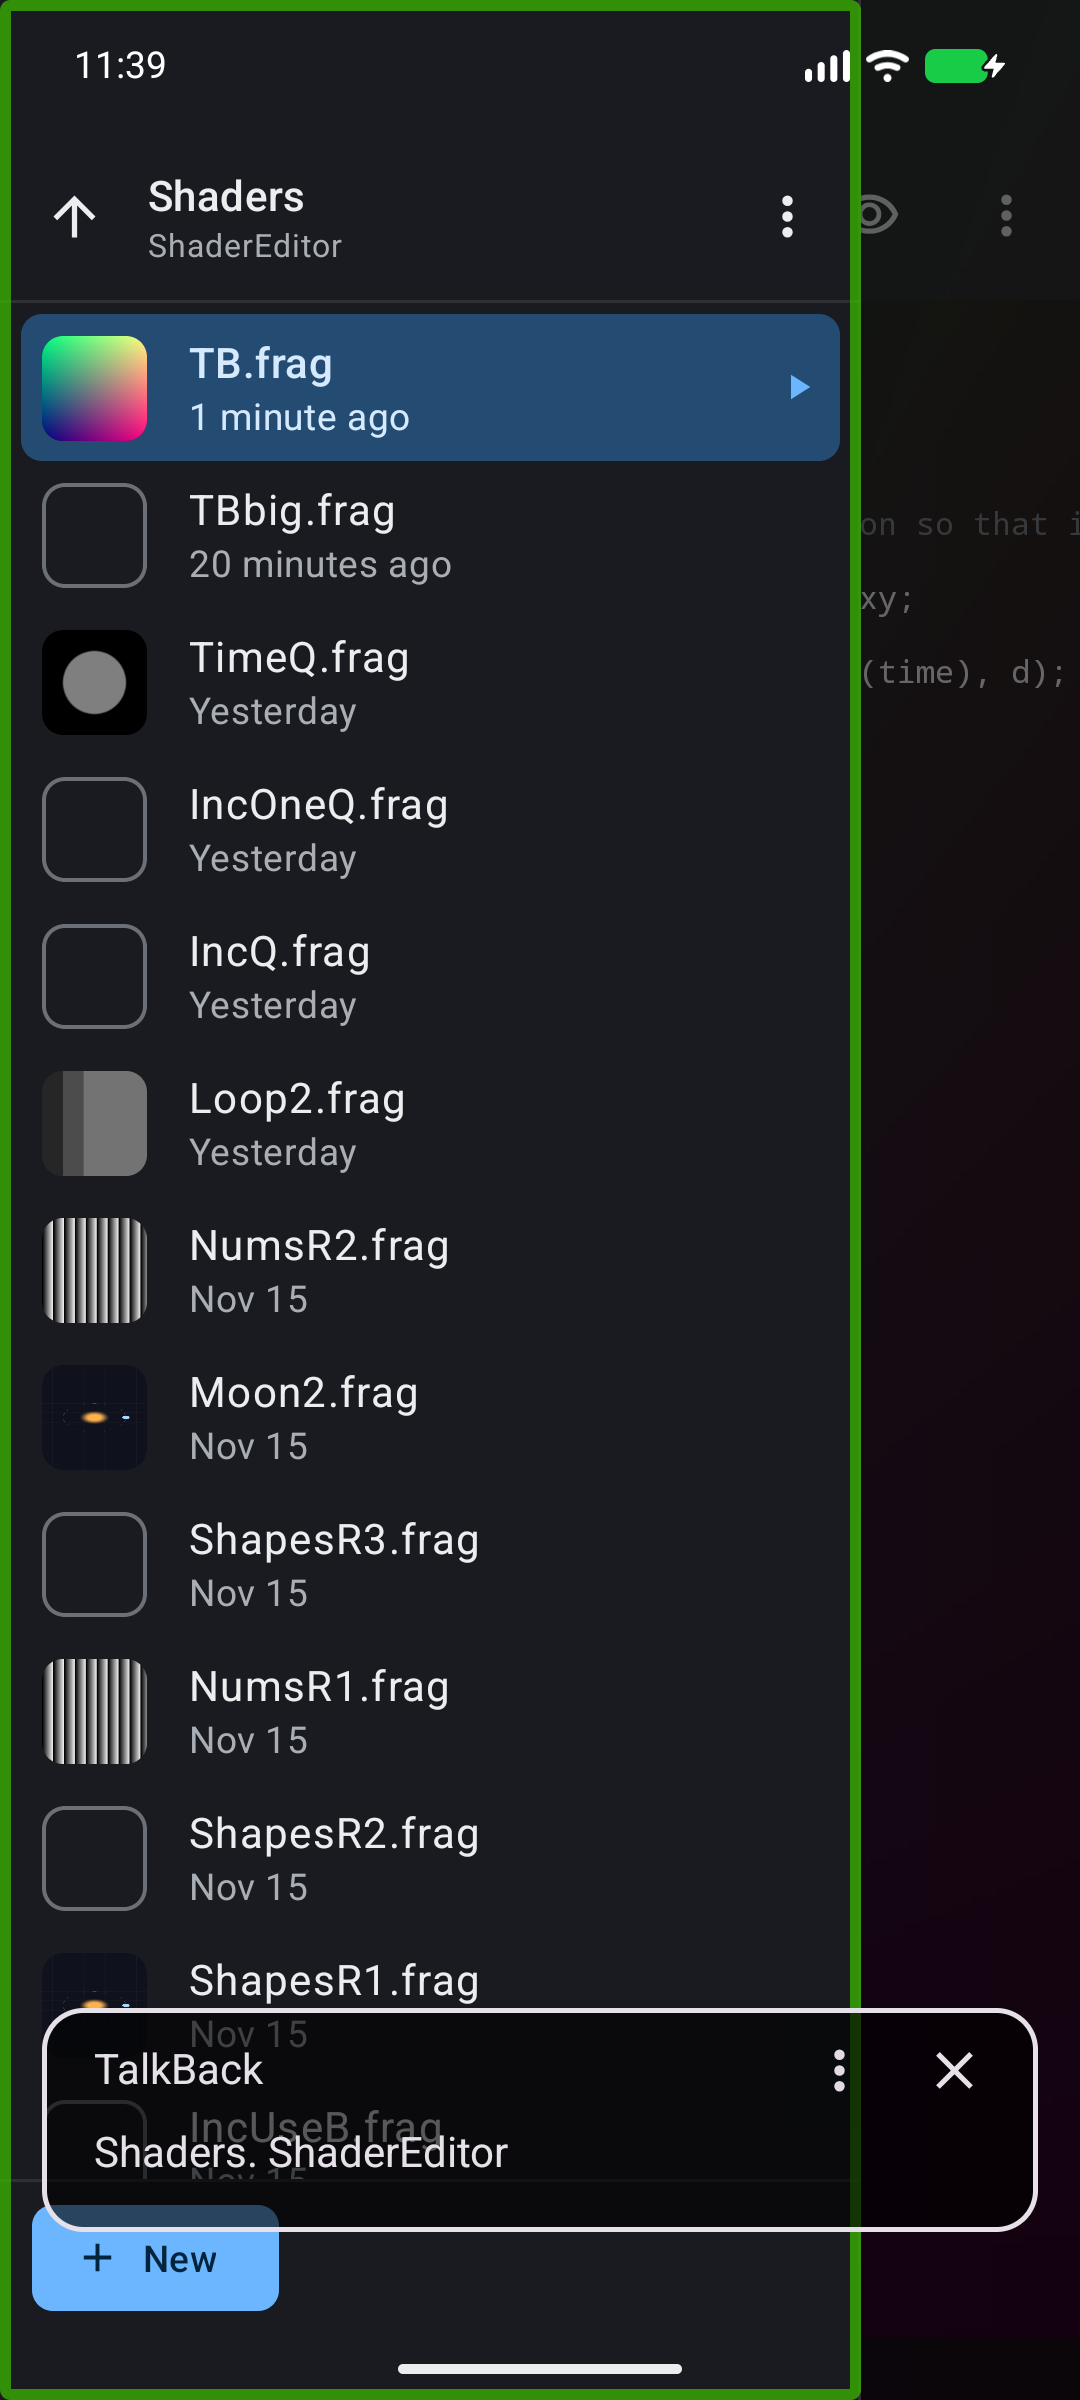 11:39
Shaders
ShaderEditor
TB.frag
1 minute ago
TBbig.frag
20 minutes ago
on so that i
TimeQ.frag
xy;
Yesterday
(time), d);
IncOneQ.frag
Yesterday
IncQ.frag
Yesterday
Loop2.frag
Yesterday
NumsR2.frag
Nov 15
Moon2.frag
Nov 15
ShapesR3.frag
Nov 15
NumsR1.frag
Nov 15
ShapesR2.frag
Nov 15
ShapesR1.frag
Nov 15
TalkBack
IncUseB.frag
Shaders. ShaderEditor
Nov 15
+ New